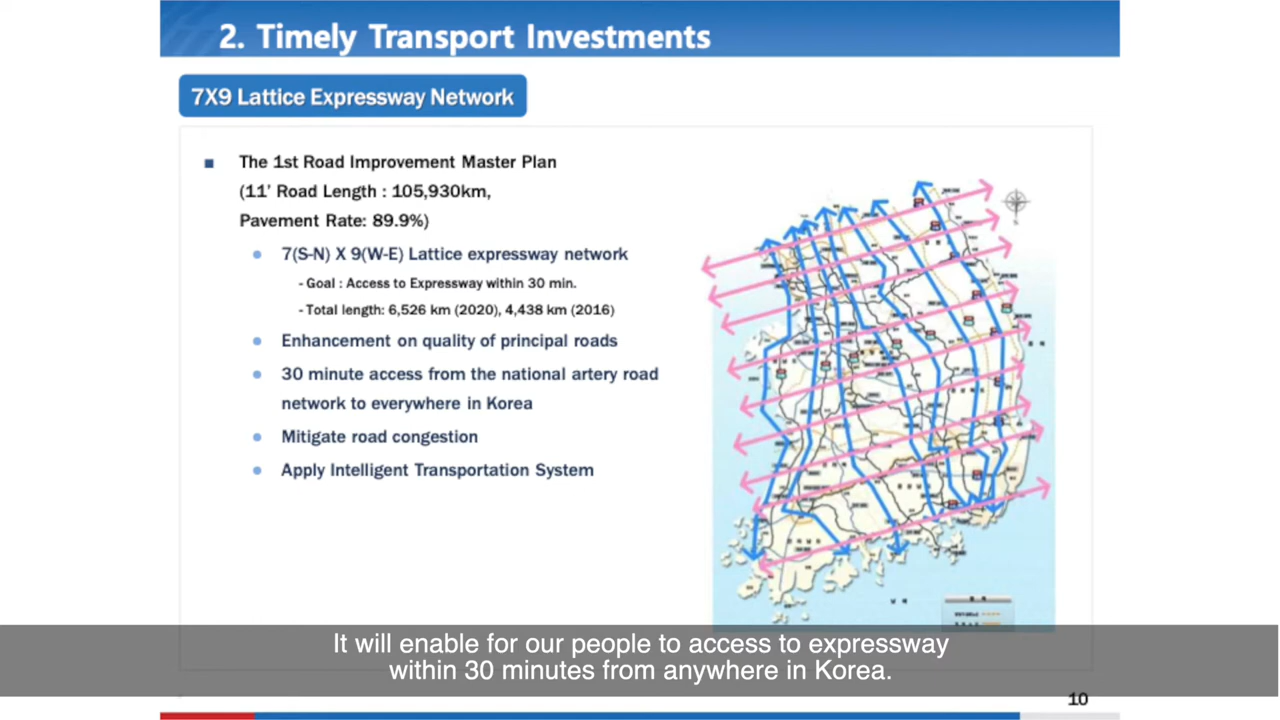 2. Timely Transport Investments
7X9 Lattice Expressway Network
The 1st Road Improvement Master Plan
(11' Road Length : 105,930km,
Pavement Rate: 89.9%)
7(S-N) X 9(W-E) Lattice expressway network
- Goal : Access to Expressway within 30 min.
- Total length: 6,526 km (2020), 4,438 km (2016)
Enhancement on quality of principal roads
30 minute access from the national artery road
network to everywhere in Korea
Mitigate road congestion
Apply Intelligent Transportation System
It will enable for our people to access to expressway
within 30 minutes from anywhere in Korea.
10